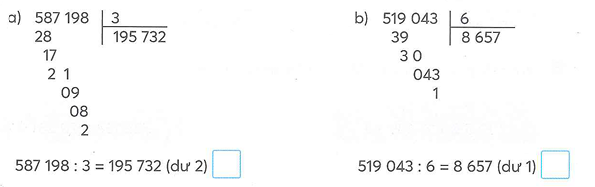 a) 587 198 | 3
28 195 732
17
2 1
09
08
2
587 198 : 3 = 195 732 (dư 2)
b) 519 043 | 6
39 8 657
3 0
043
1
519 043 : 6 = 8 657 (dư 1)